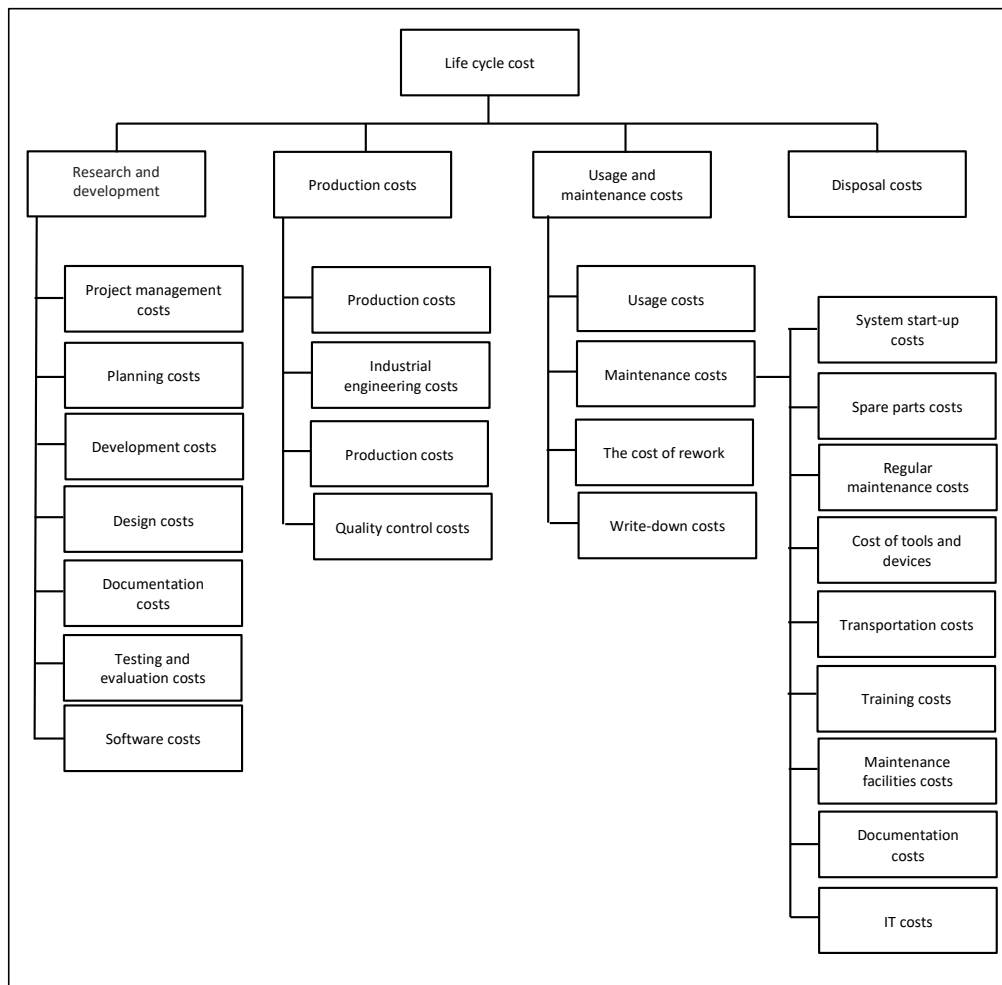 Life cycle cost
Research and
development
Production costs
Usage and
maintenance costs
Disposal costs
Project management
costs
Planning costs
Development costs
Design costs
Documentation
costs
Testing and
evaluation costs
Software costs
Production costs
Industrial
engineering costs
Production costs
Quality control costs
Usage costs
Maintenance costs
The cost of rework
Write-down costs
System start-up
costs
Spare parts costs
Regular
maintenance costs
Cost of tools and
devices
Transportation costs
Training costs
Maintenance
facilities costs
Documentation
costs
IT costs